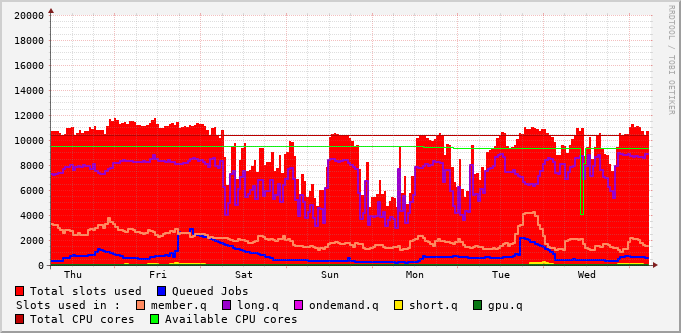 RRDTOOL / TOBI OETIKER
20000
18000
16000
14000
12000
10000
8000
6000
4000
2000
0
Thu Fri Sat Sun Mon Tue Wed
Total slots used Queued Jobs
Slots used in : member.q long.q ondemand.q short.q gpu.q
Total CPU cores Available CPU cores